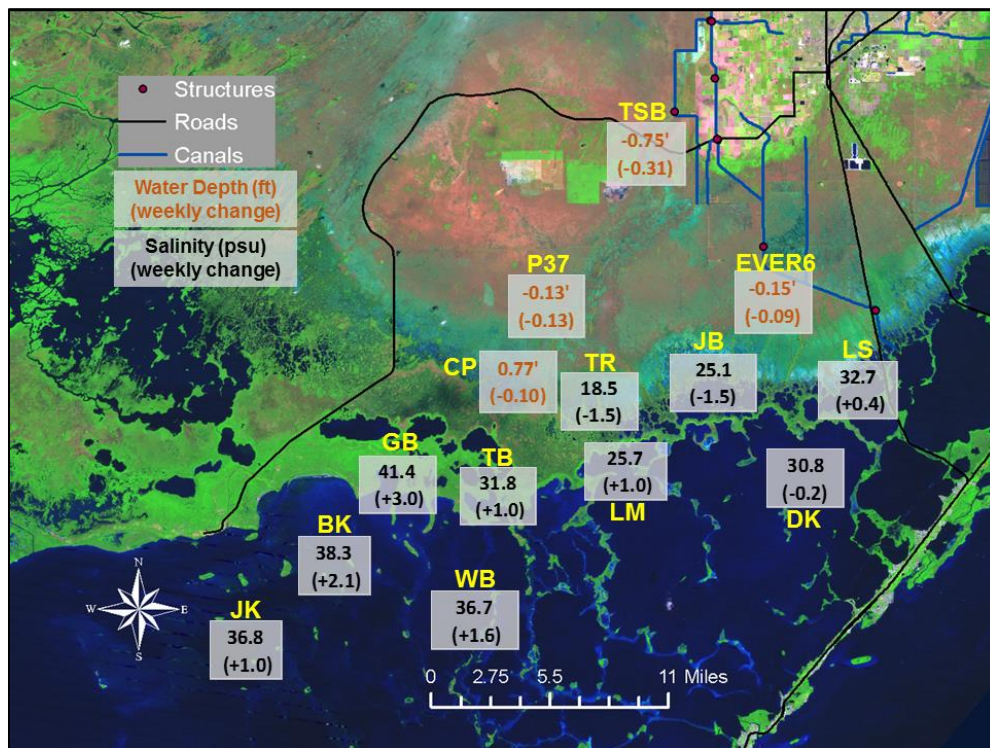 Structures
Roads
Canals
Water Depth (ft)
(weekly change)
Salinity (psu)
(weekly change)
TSB
-0.75'
(-0.31)
P37
-0.13'
(-0.13)
EVER6
-0.15'
(-0.09)
CP
0.77'
(-0.10)
TR
18.5
(-1.5)
JB
25.1
(-1.5)
LS
32.7
(+0.4)
GB
41.4
(+3.0)
TB
31.8
(+1.0)
25.7
(+1.0)
LM
30.8
(-0.2)
DK
BK
38.3
(+2.1)
WB
36.7
(+1.6)
JK
36.8
(+1.0)
N
W E
S
0 2.75 5.5 11 Miles